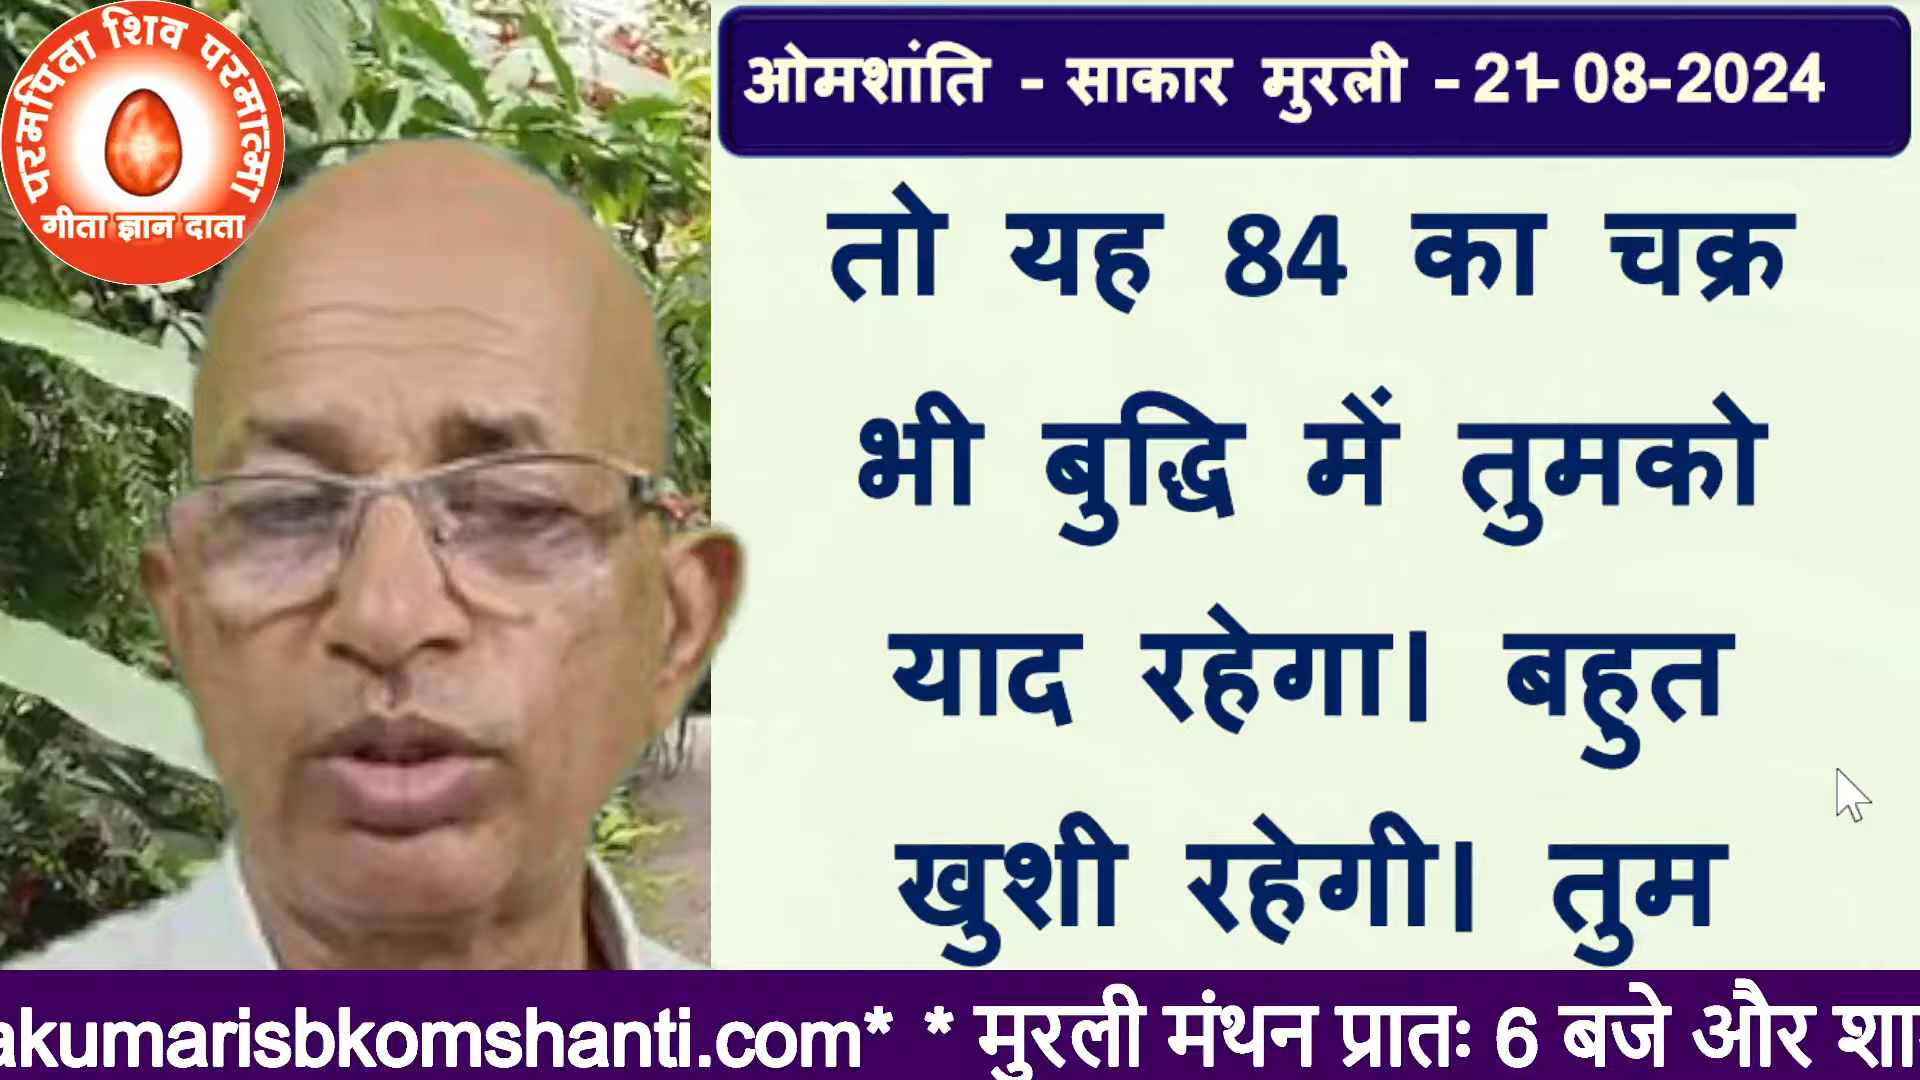 परमपिता शिव परमात्मा
गीता ज्ञान दाता
ओमशांति - साकार मुरली - 21-08-2024
तो यह 84 का चक्र
भी बुद्धि में तुमको
याद रहेगा। बहुत
खुशी रहेगी। तुम
akumarisbkomshanti.com* * मुरली मंथन प्रातः 6 बजे और